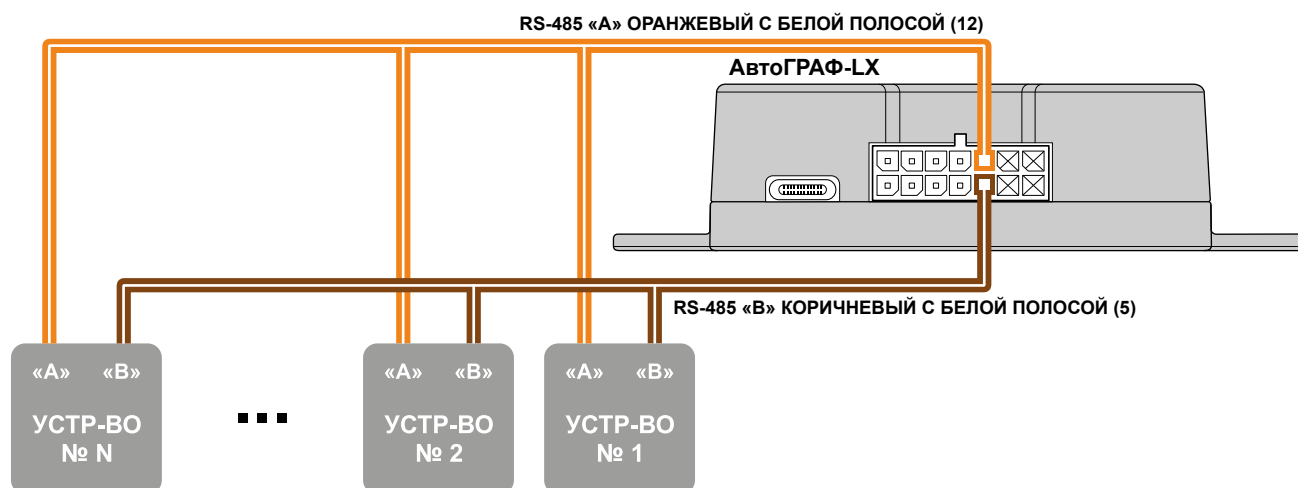 RS-485 «A» ОРАНЖЕВЫЙ С БЕЛОЙ ПОЛОСОЙ (12)
АвтоГРАФ-LX
RS-485 «B» КОРИЧНЕВЫЙ С БЕЛОЙ ПОЛОСОЙ (5)
«A» «B»
УСТР-ВО
№ N
...
«A» «B»
УСТР-ВО
№ 2
«A» «B»
УСТР-ВО
№ 1